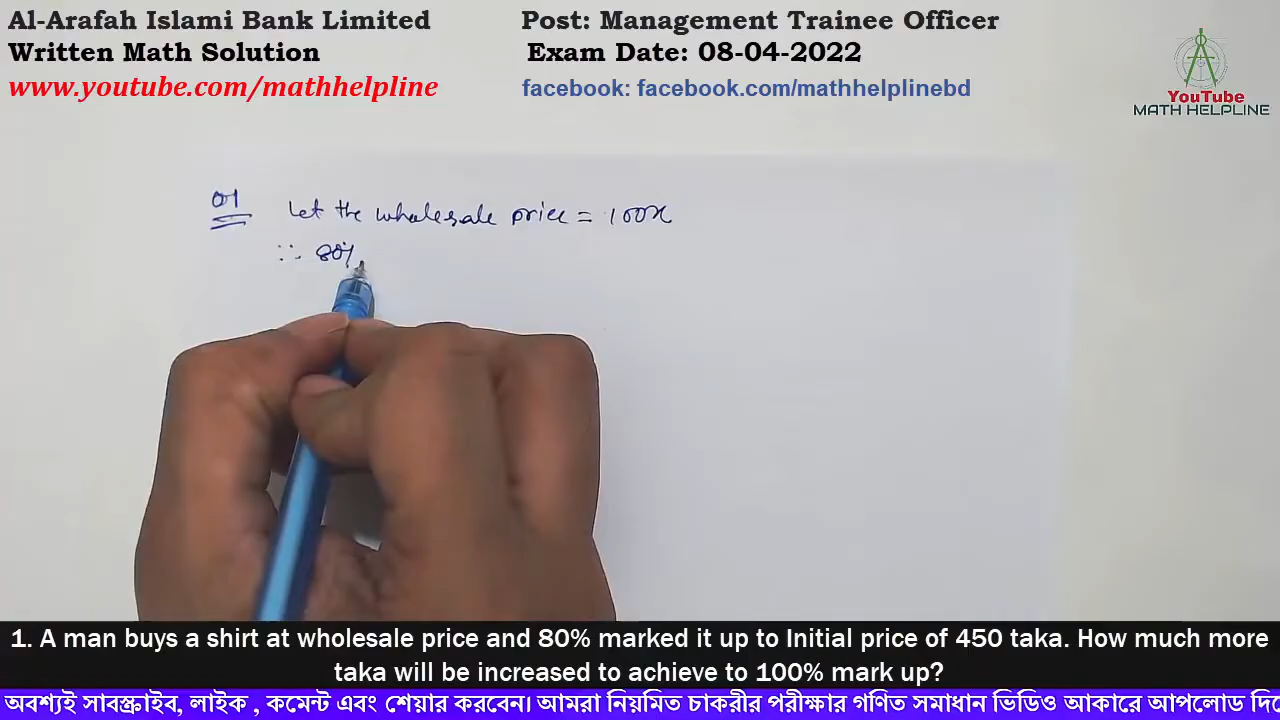 Al-Arafah Islami Bank Limited
Post: Management Trainee Officer
Written Math Solution
Exam Date: 08-04-2022
www.youtube.com/mathhelpline
facebook: facebook.com/mathhelplinebd
YouTube
MATH HELPLINE
01 Let the wholesale price = 100x
∴ 80%
1. A man buys a shirt at wholesale price and 80% marked it up to Initial price of 450 taka. How much more
taka will be increased to achieve to 100% mark up?
অবশ্যই সাবস্ক্রাইব, লাইক , কমেন্ট এবং শেয়ার করবেন। আমরা নিয়মিত চাকরীর পরীক্ষার গণিত সমাধান ভিডিও আকারে আপলোড দি